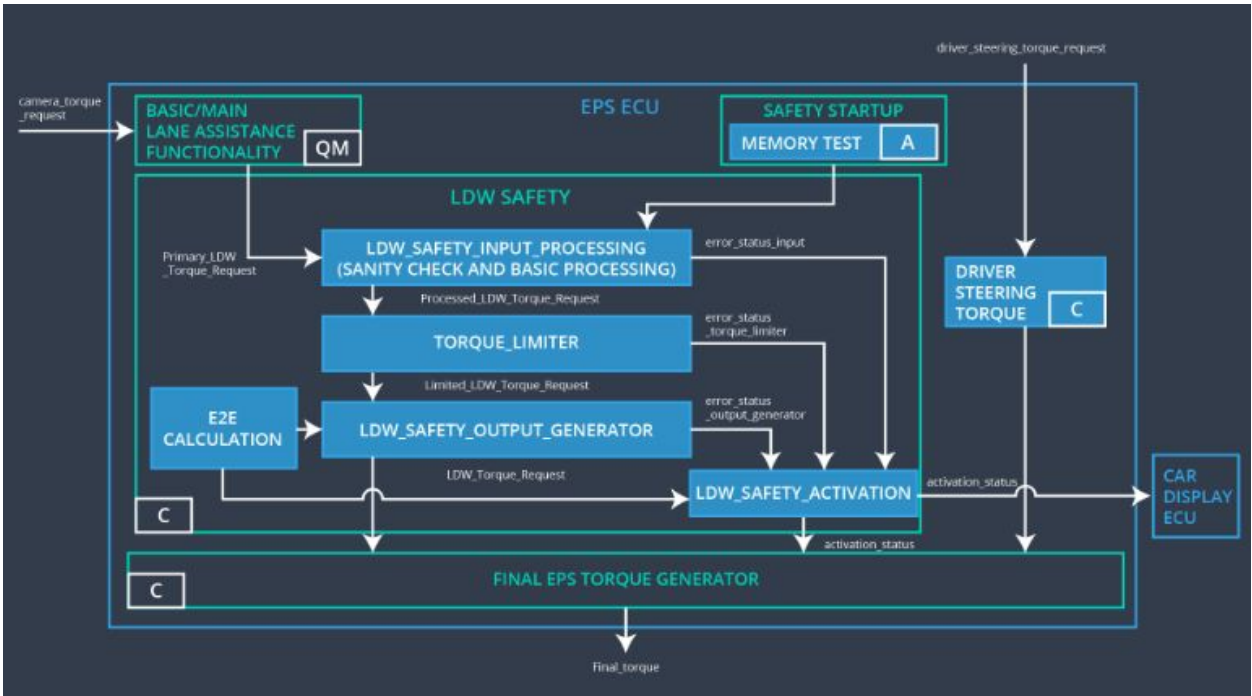 driver_steering_torque_request
camera_torque
_request
BASIC/MAIN
LANE ASSISTANCE
FUNCTIONALITY
QM
EPS ECU
SAFETY STARTUP
MEMORY TEST
A
LDW SAFETY
Primary_LDW
_Torque_Request
LDW_SAFETY_INPUT_PROCESSING
(SANITY CHECK AND BASIC PROCESSING)
error_status_input
DRIVER
STEERING
TORQUE
C
Processed_LDW_Torque_Request
TORQUE_LIMITER
error_status
_torque_limiter
Limited_LDW_Torque_Request
E2E
CALCULATION
LDW_SAFETY_OUTPUT_GENERATOR
error_status
_output_generator
LDW_Torque_Request
LDW_SAFETY_ACTIVATION
activation_status
CAR
DISPLAY
ECU
C
activation_status
FINAL EPS TORQUE GENERATOR
C
Final_torque